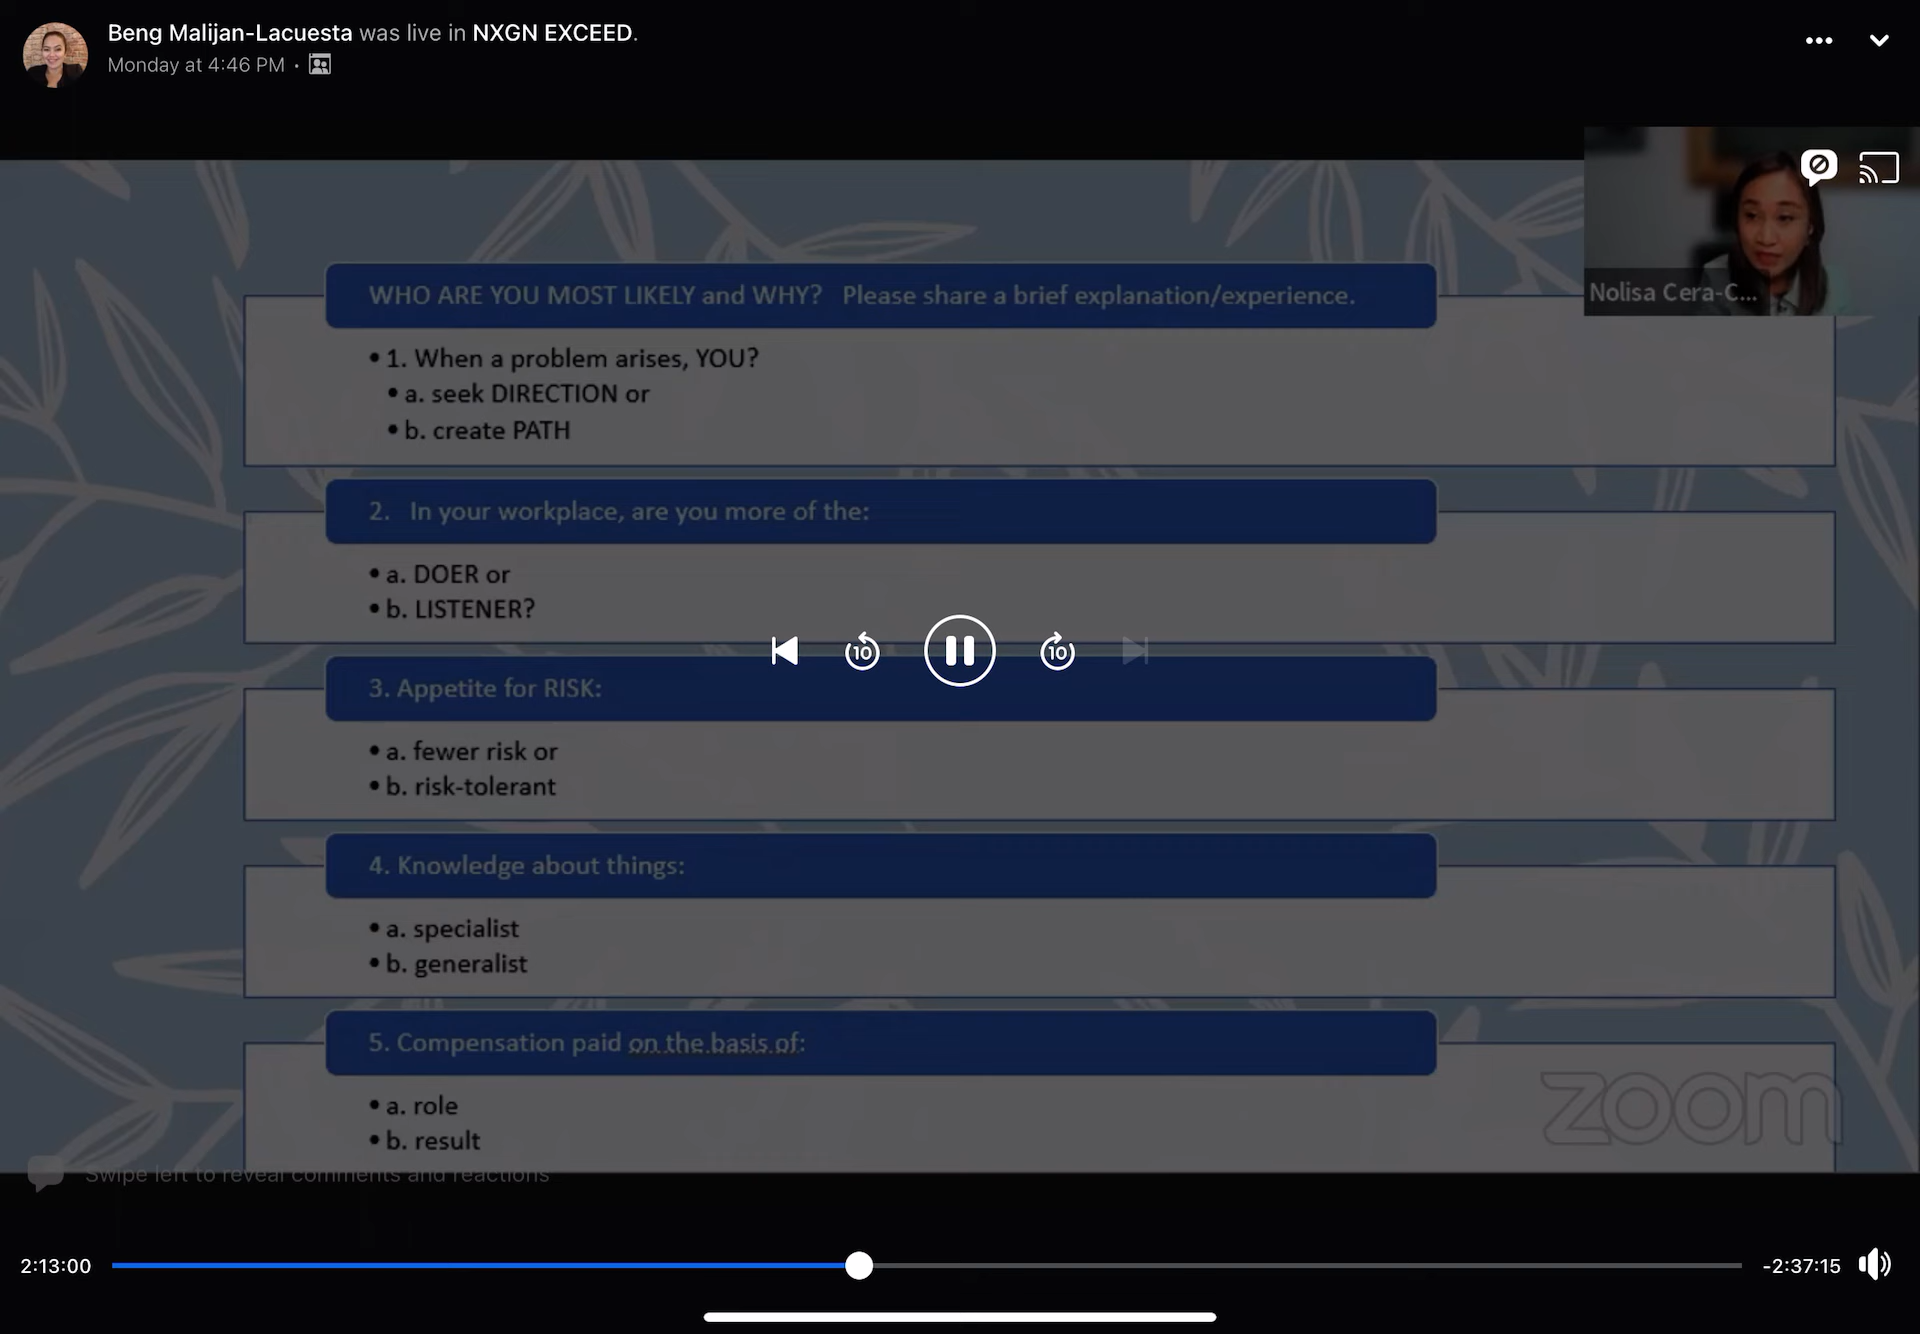 Beng Malijan-Lacuesta was live in NXGN EXCEED.
Monday at 4:46 PM ·
Nolisa Cera-C...
WHO ARE YOU MOST LIKELY and WHY? Please share a brief explanation/experience.
• 1. When a problem arises, YOU?
• a. seek DIRECTION or
• b. create PATH
2. In your workplace, are you more of the:
• a. DOER or
• b. LISTENER?
10
10
3. Appetite for RISK:
• a. fewer risk or
• b. risk-tolerant
4. Knowledge about things:
• a. specialist
• b. generalist
5. Compensation paid on the basis of:
• a. role
• b. result
zoom
Swipe left to reveal comments and reactions
2:13:00
-2:37:15